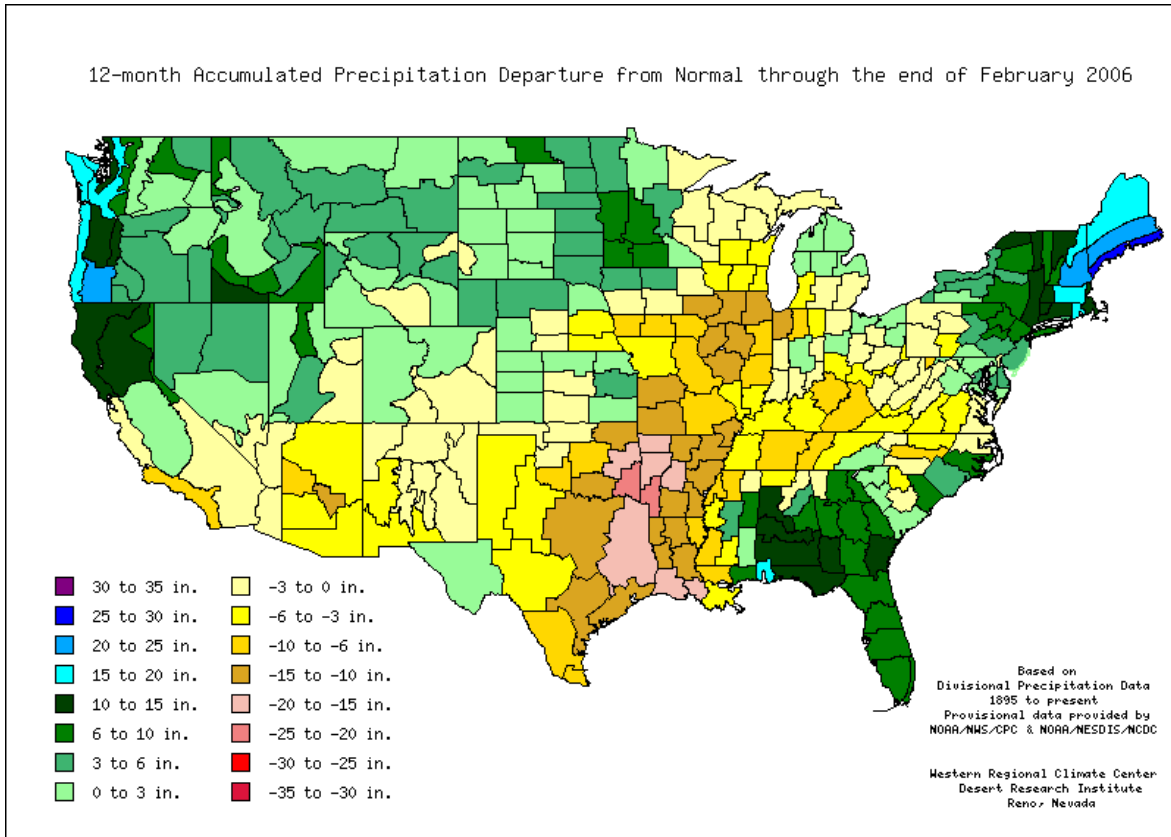 12-month Accumulated Precipitation Departure from Normal through the end of February 2006
30 to 35 in.
25 to 30 in.
20 to 25 in.
15 to 20 in.
10 to 15 in.
6 to 10 in.
3 to 6 in.
0 to 3 in.
-3 to 0 in.
-6 to -3 in.
-10 to -6 in.
-15 to -10 in.
-20 to -15 in.
-25 to -20 in.
-30 to -25 in.
-35 to -30 in.
Based on
Divisional Precipitation Data
1895 to present
Provisional data provided by
NOAA/NWS/CPC & NOAA/NESDIS/NCDC
Western Regional Climate Center
Desert Research Institute
Reno, Nevada